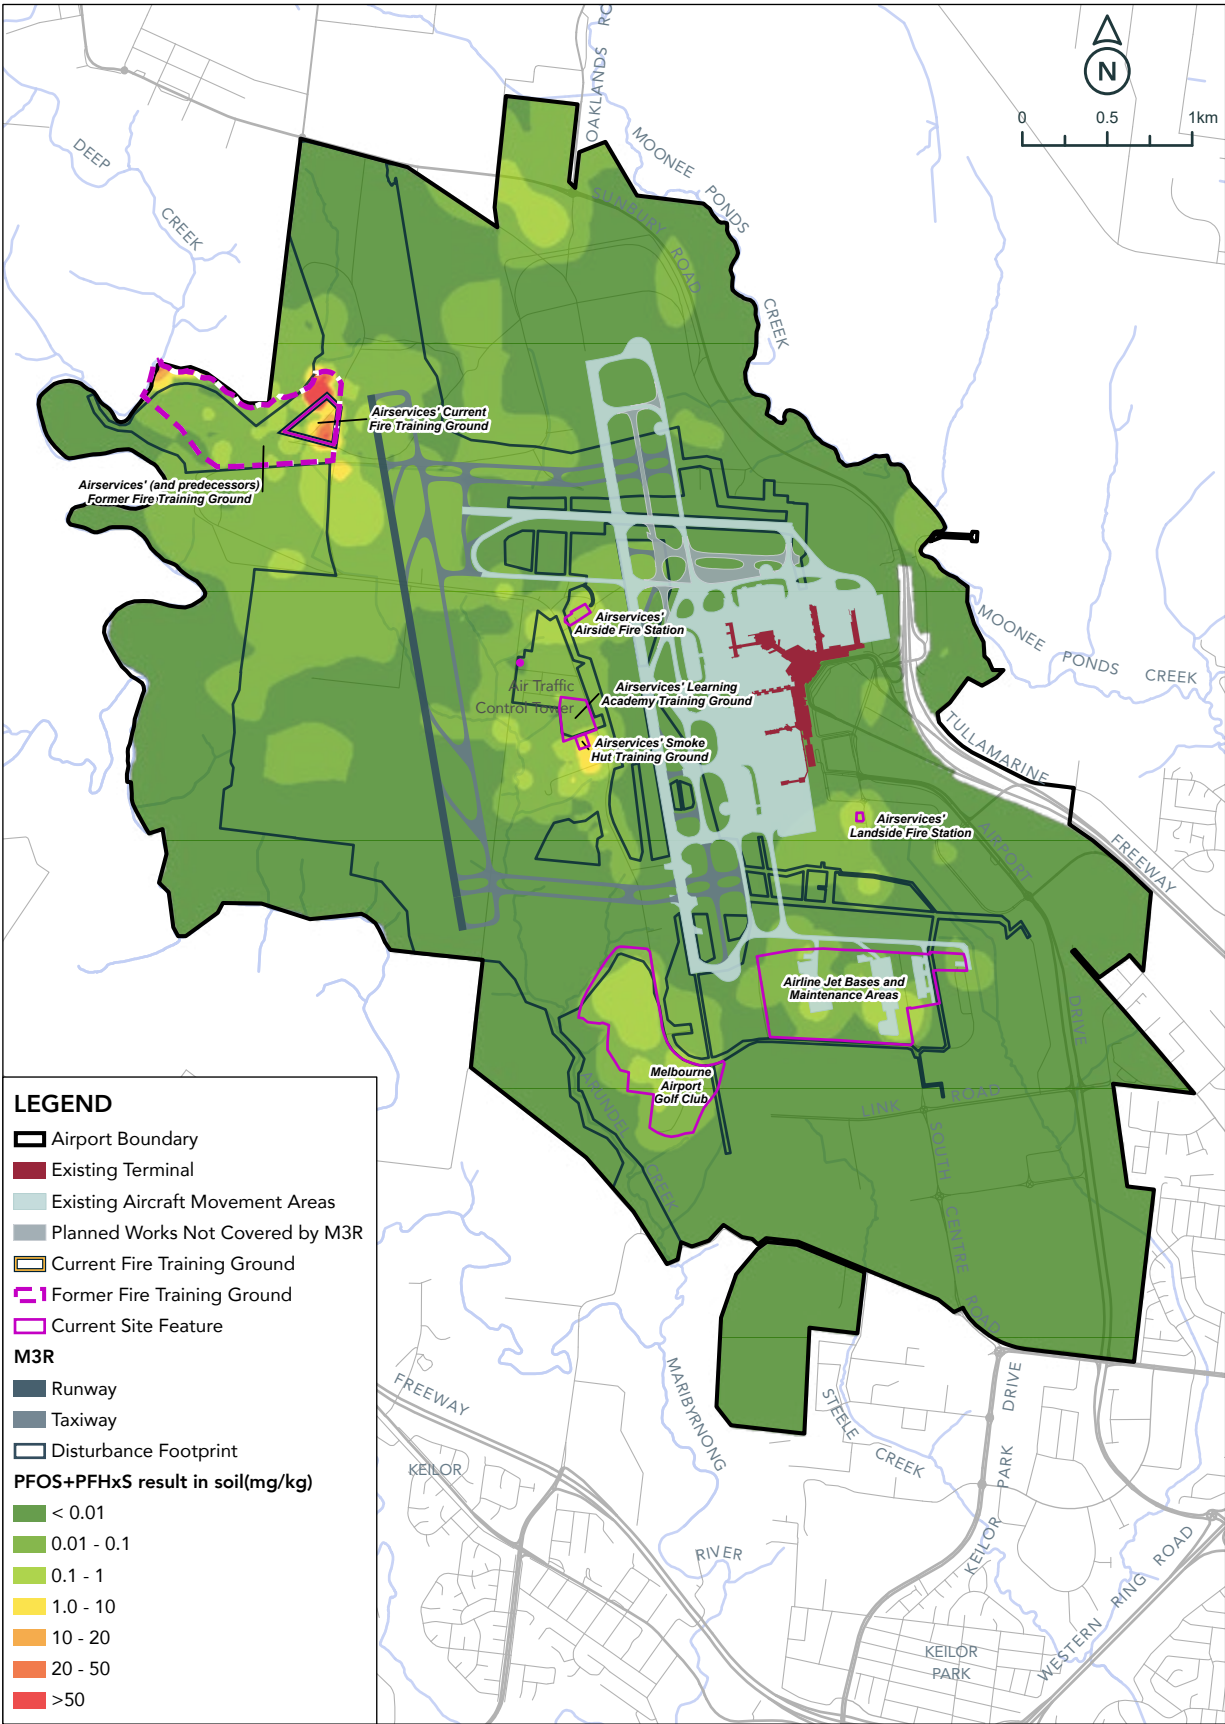 OAKLANDS RO
DEEP
CREEK
MOONEE
PONDS
CREEK
SUNBURY
ROAD
N
0
0.5
1km
Airservices' Current
Fire Training Ground
Airservices' (and predecessors)
Former Fire Training Ground
Airservices'
Airside Fire Station
Air Traffic
Control Tower
Airservices' Learning
Academy Training Ground
Airservices' Smoke
Hut Training Ground
MOONEE
PONDS
CREEK
TULLAMARINE
FREEWAY
Airservices'
Landside Fire Station
AIRPORT
DRIVE
Airline Jet Bases and
Maintenance Areas
Melbourne
Airport
Golf Club
ARUNDEL
CREEK
LINK
ROAD
SOUTH
CENTRE
ROAD
LEGEND
Airport Boundary
Existing Terminal
Existing Aircraft Movement Areas
Planned Works Not Covered by M3R
Current Fire Training Ground
Former Fire Training Ground
Current Site Feature
M3R
Runway
Taxiway
Disturbance Footprint
PFOS+PFHxS result in soil(mg/kg)
< 0.01
0.01 - 0.1
0.1 - 1
1.0 - 10
10 - 20
20 - 50
>50
FREEWAY
KEILOR
MARIBYRNONG
RIVER
STEELE
CREEK
KEILOR
PARK
DRIVE
KEILOR
PARK
WESTERN
RING
ROAD